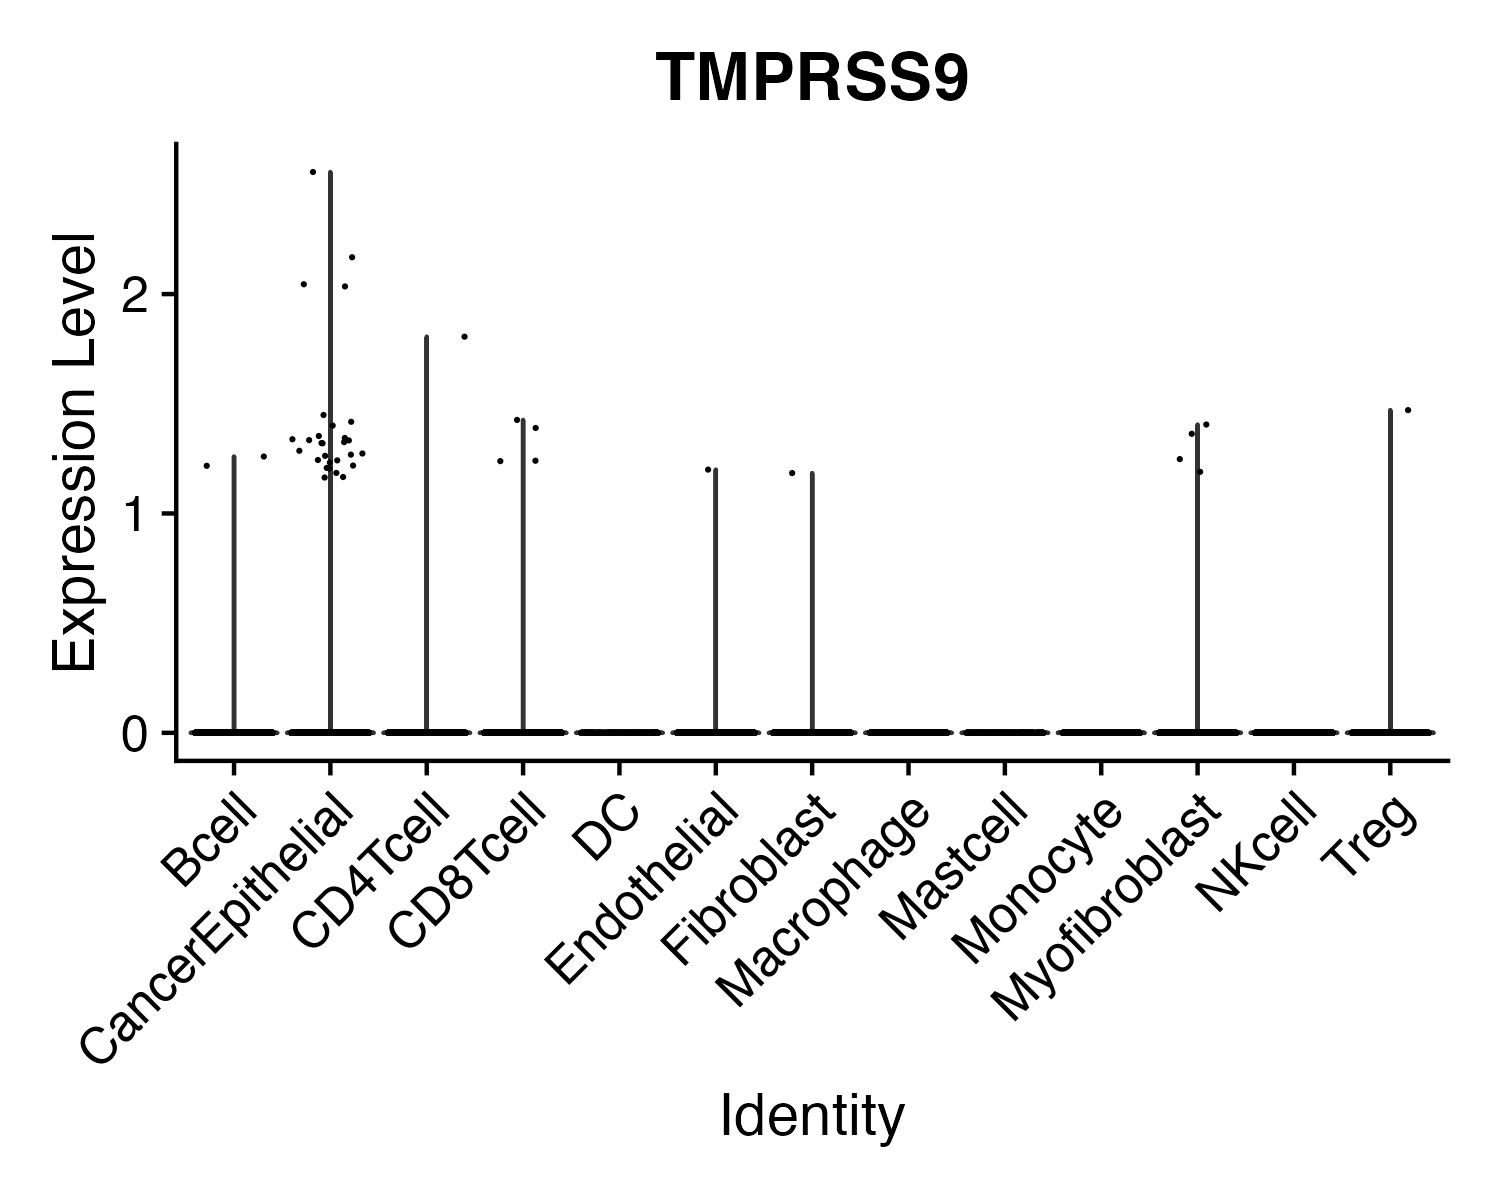 TMPRSS9
Expression Level
2
1
0
Bcell
CancerEpithelial
CD4Tcell
CD8Tcell
DC
Endothelial
Fibroblast
Macrophage
Mastcell
Monocyte
Myofibroblast
NKcell
Treg
Identity